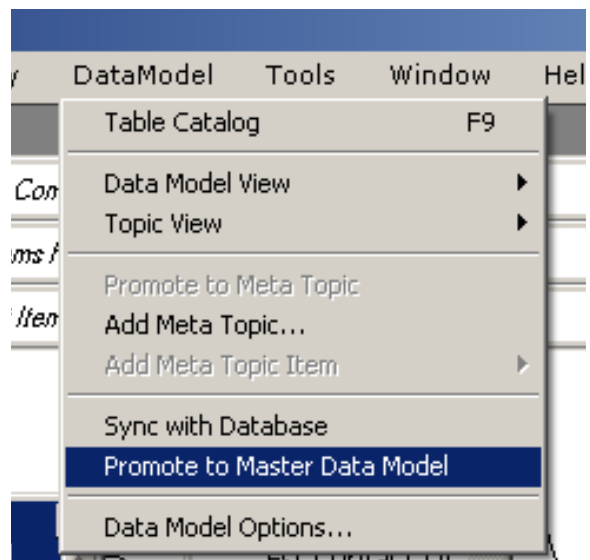 DataModel Tools Window Hel
Table Catalog F9
Data Model View
Topic View
Promote to Meta Topic
Add Meta Topic...
Add Meta Topic Item
Sync with Database
Promote to Master Data Model
Data Model Options...